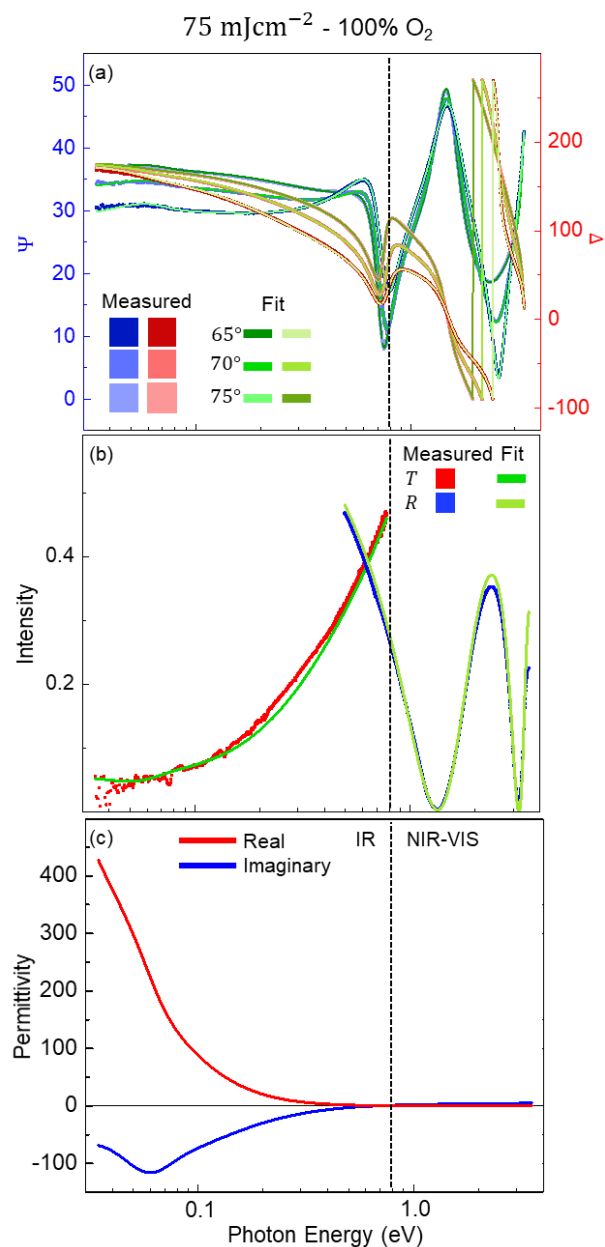 75 mJcm⁻² - 100% O₂
(a)
50
40
30
20
10
0
Ψ
200
100
0
-100
Δ
Measured Fit
65°
70°
75°
(b)
Measured Fit
T
R
0.4
0.2
Intensity
(c)
Real
Imaginary
IR NIR-VIS
400
300
200
100
0
-100
Permittivity
0.1 1.0
Photon Energy (eV)